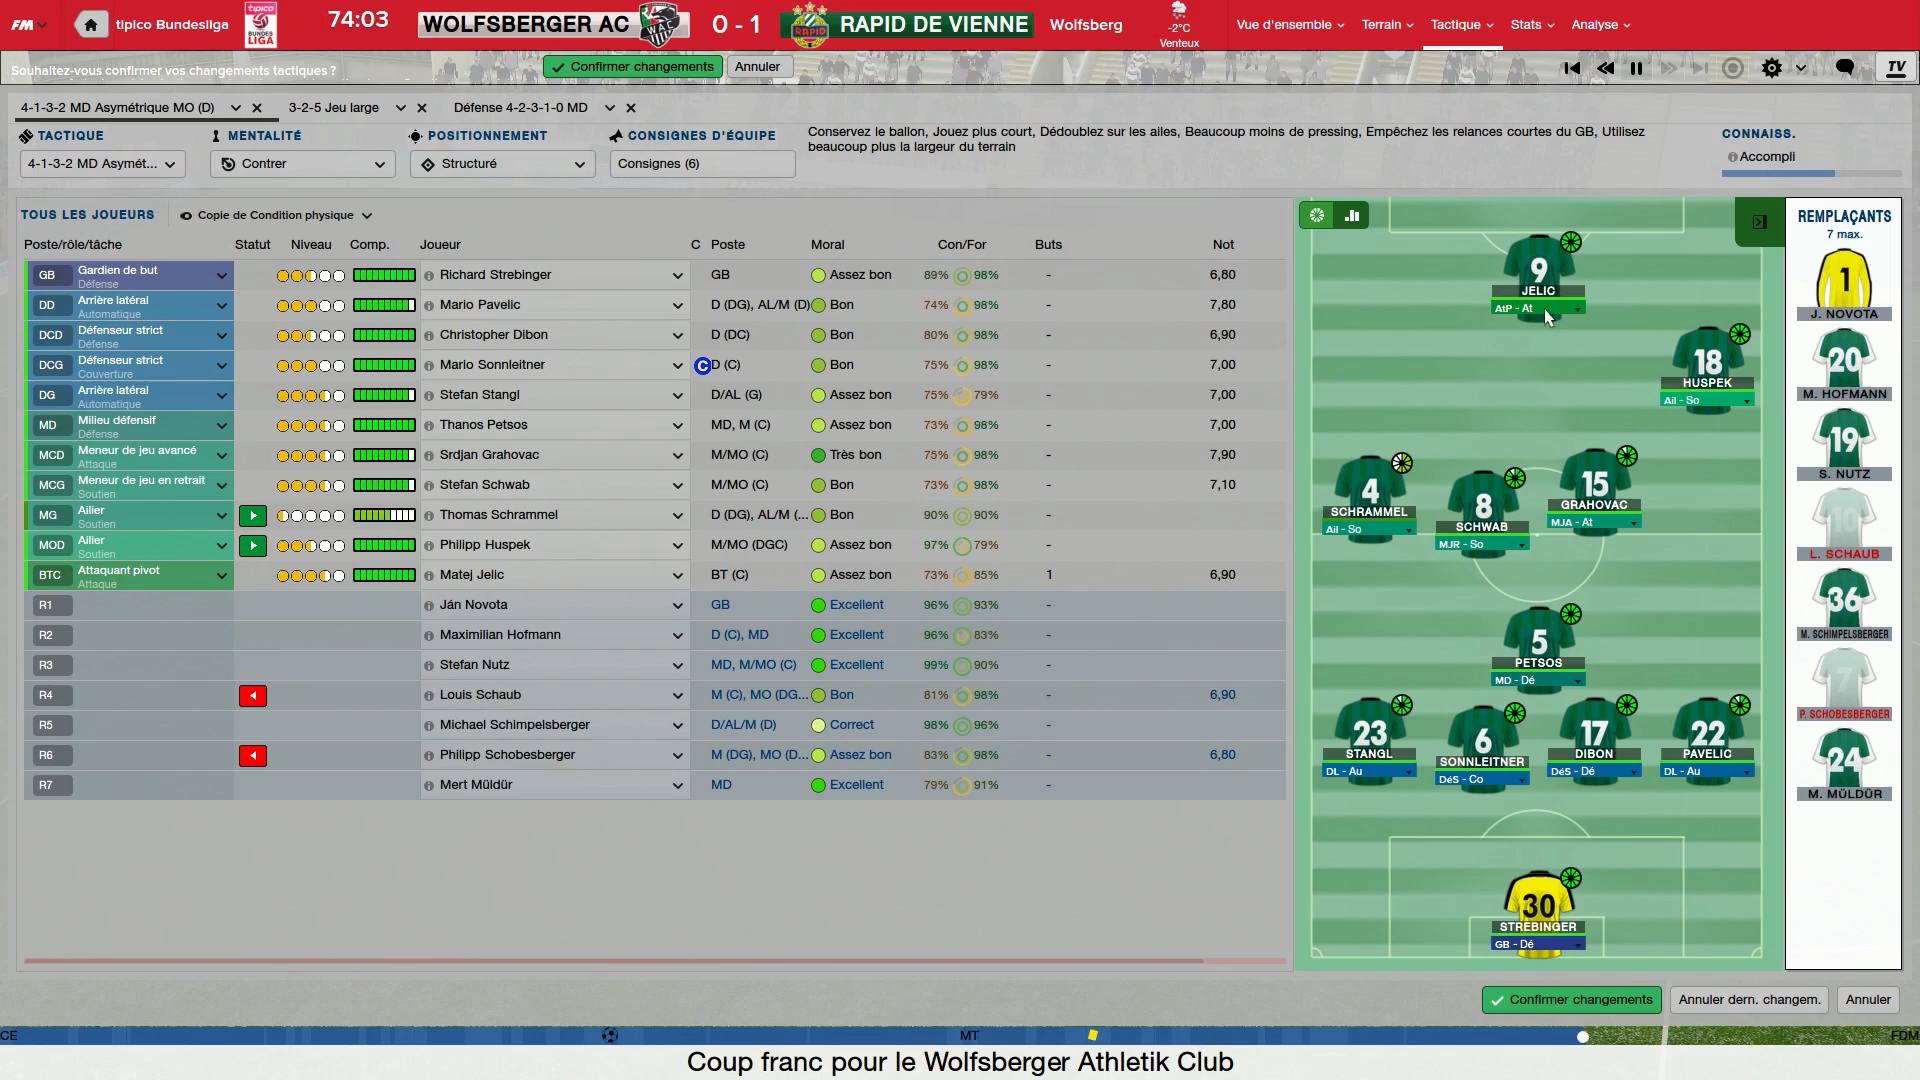 FM
tipico Bundesliga
tipico BUNDES LIGA
74:03
WOLFSBERGER AC
WAC
0 - 1
RAPID
RAPID DE VIENNE
Wolfsberg
-2°C
Venteux
Vue d'ensemble
Terrain
Tactique
Stats
Analyse
Souhaitez-vous confirmer vos changements tactiques ?
Confirmer changements
Annuler
TV
4-1-3-2 MD Asymétrique MO (D)
3-2-5 Jeu large
Défense 4-2-3-1-0 MD
TACTIQUE
MENTALITÉ
POSITIONNEMENT
CONSIGNES D'ÉQUIPE
4-1-3-2 MD Asymét...
Contrer
Structuré
Consignes (6)
Conservez le ballon, Jouez plus court, Dédoublez sur les ailes, Beaucoup moins de pressing, Empêchez les relances courtes du GB, Utilisez
beaucoup plus la largeur du terrain
CONNAISS.
Accompli
TOUS LES JOUEURS
Copie de Condition physique
Poste/rôle/tâche Statut Niveau Comp. Joueur C Poste Moral Con/For Buts Not
GB Gardien de but Défense Richard Strebinger GB Assez bon 89% 98% - 6,80
DD Arrière latéral Automatique Mario Pavelic D (DG), AL/M (D) Bon 74% 98% - 7,80
DCD Défenseur strict Défense Christopher Dibon D (DC) Bon 80% 98% - 6,90
DCG Défenseur strict Couverture Mario Sonnleitner C D (C) Bon 75% 98% - 7,00
DG Arrière latéral Automatique Stefan Stangl D/AL (G) Assez bon 75% 79% - 7,00
MD Milieu défensif Défense Thanos Petsos MD, M (C) Assez bon 73% 98% - 7,00
MCD Meneur de jeu avancé Attaque Srdjan Grahovac M/MO (C) Très bon 75% 98% - 7,90
MCG Meneur de jeu en retrait Soutien Stefan Schwab M/MO (C) Bon 73% 98% - 7,10
MG Ailier Soutien Thomas Schrammel D (DG), AL/M (... Bon 90% 90% -
MOD Ailier Soutien Philipp Huspek M/MO (DGC) Assez bon 97% 79% -
BTC Attaquant pivot Attaque Matej Jelic BT (C) Assez bon 73% 85% 1 6,90
R1 Ján Novota GB Excellent 96% 93% -
R2 Maximilian Hofmann D (C), MD Excellent 96% 83% -
R3 Stefan Nutz MD, M/MO (C) Excellent 99% 90% -
R4 Louis Schaub M (C), MO (DG... Bon 81% 98% - 6,90
R5 Michael Schimpelsberger D/AL/M (D) Correct 98% 96% -
R6 Philipp Schobesberger M (DG), MO (D... Assez bon 83% 98% - 6,80
R7 Mert Müldür MD Excellent 79% 91% -
9
JELIC
AtP - At
18
HUSPEK
Ail - So
4
SCHRAMMEL
Ail - So
8
SCHWAB
MJR - So
15
GRAHOVAC
MJA - At
5
PETSOS
MD - Dé
23
STANGL
DL - Au
6
SONNLEITNER
DéS - Co
17
DIBON
DéS - Dé
22
PAVELIC
DL - Au
30
STREBINGER
GB - Dé
REMPLAÇANTS
7 max.
1
J. NOVOTA
20
M. HOFMANN
19
S. NUTZ
10
L. SCHAUB
36
M. SCHIMPELSBERGER
7
P. SCHOBESBERGER
24
M. MÜLDÜR
Confirmer changements
Annuler dern. changem.
Annuler
CE
MT
FDM
Coup franc pour le Wolfsberger Athletik Club